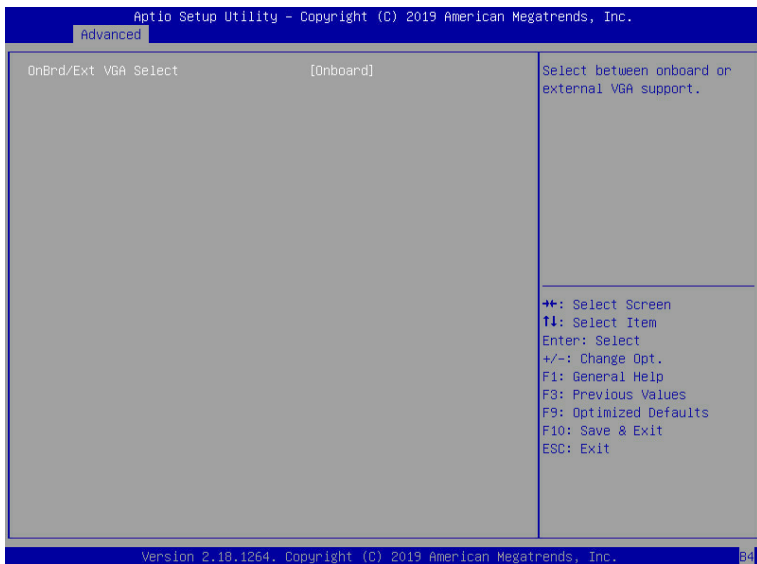 Aptio Setup Utility – Copyright (C) 2019 American Megatrends, Inc.
Advanced
OnBrd/Ext VGA Select [Onboard]
Select between onboard or
external VGA support.
→←: Select Screen
↑↓: Select Item
Enter: Select
+/-: Change Opt.
F1: General Help
F3: Previous Values
F9: Optimized Defaults
F10: Save & Exit
ESC: Exit
Version 2.18.1264. Copyright (C) 2019 American Megatrends, Inc.
B4